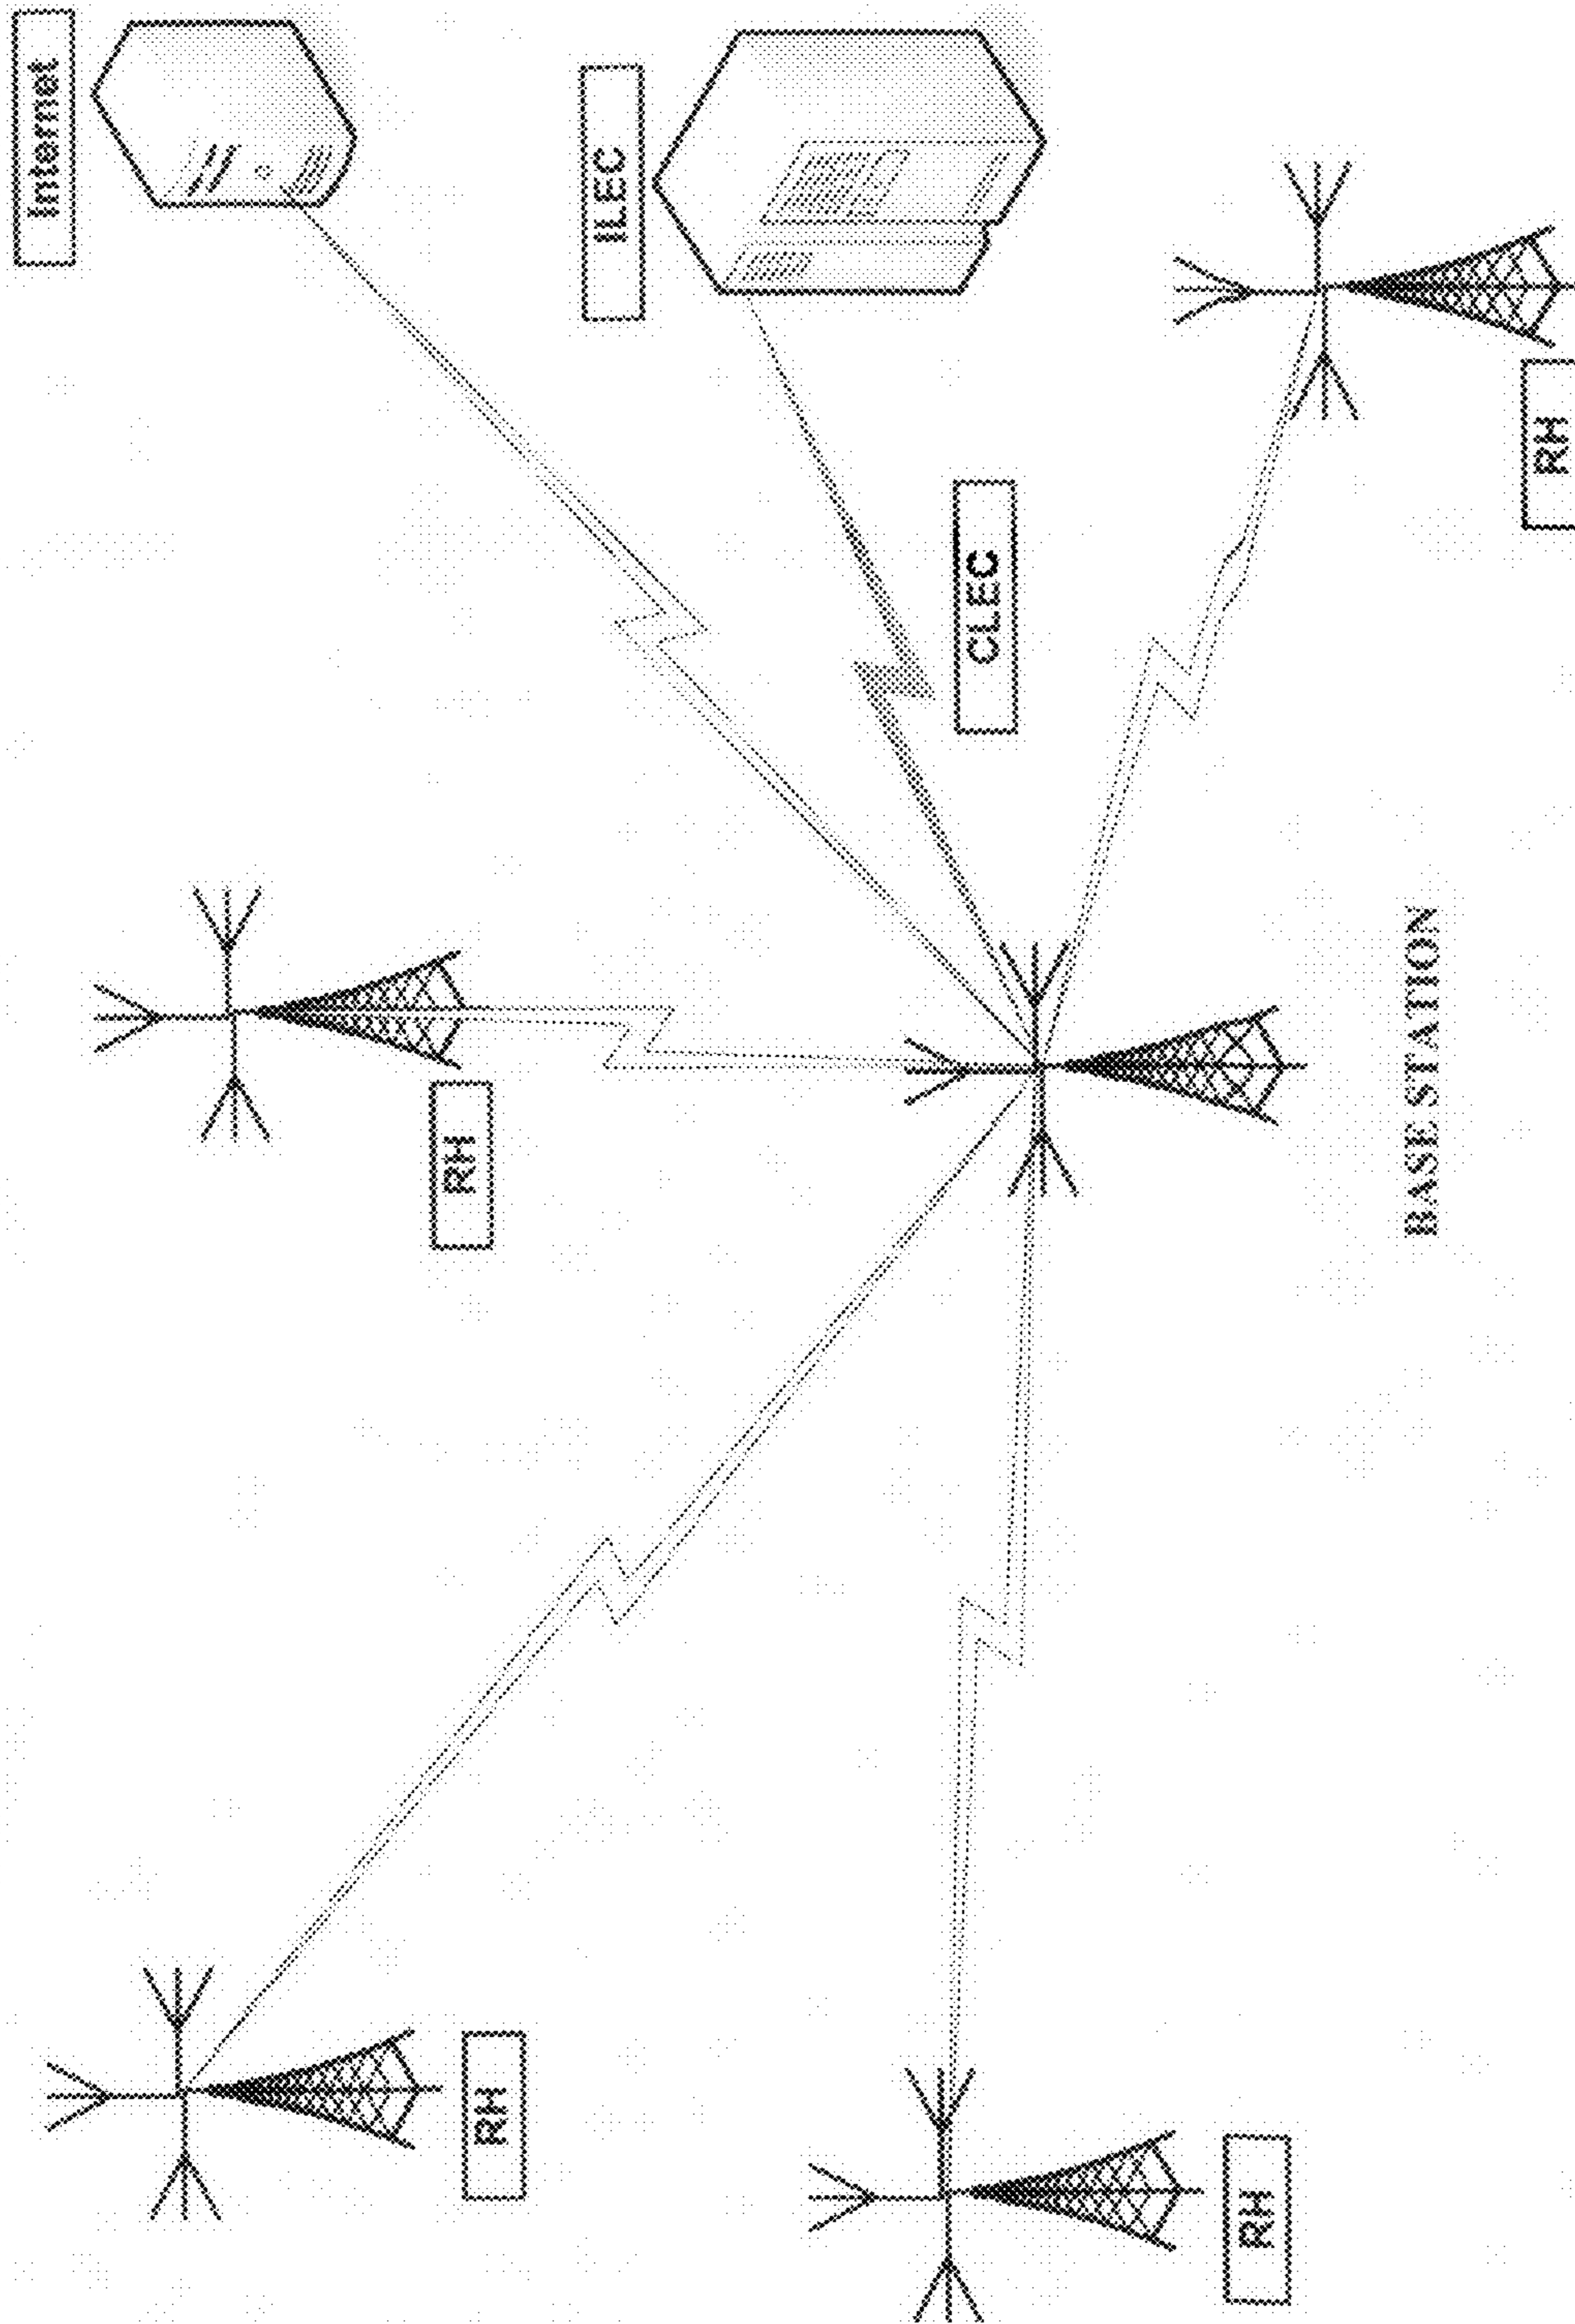 Internet
ILEC
CLEC
RH
RH
BASE STATION
RH
RH